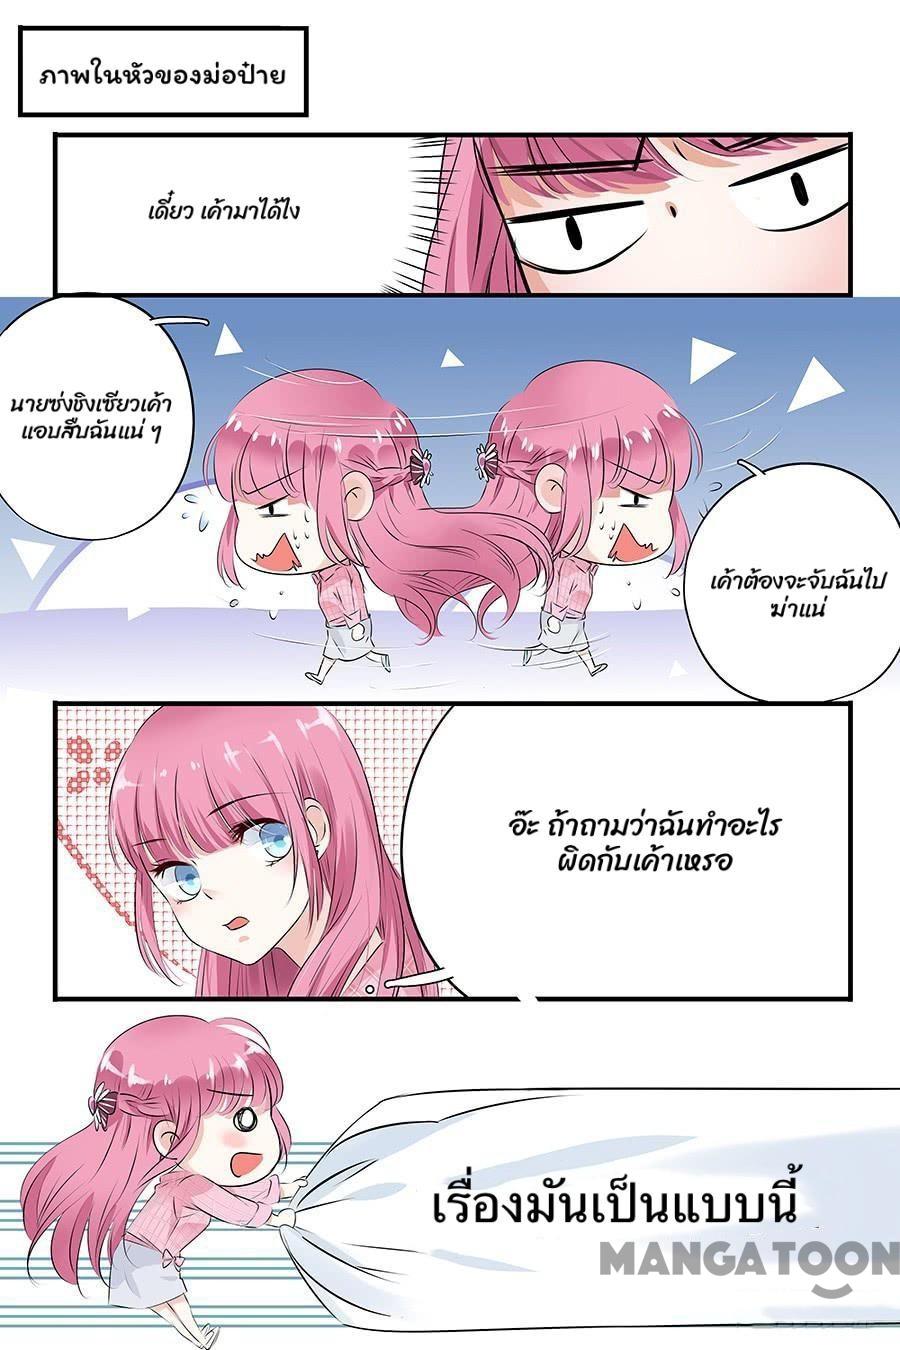 ภาพในหัวของม่อป๋าย
เดี๋ยว เค้ามาได้ไง
นายซ่งชิงเซียวเค้า
แอบสืบฉันแน่ ๆ
เค้าต้องจะจับฉันไป
ฆ่าแน่
อ๊ะ ถ้าถามว่าฉันทำอะไร
ผิดกับเค้าเหรอ
เรื่องมันเป็นแบบนี้
MANGATOON